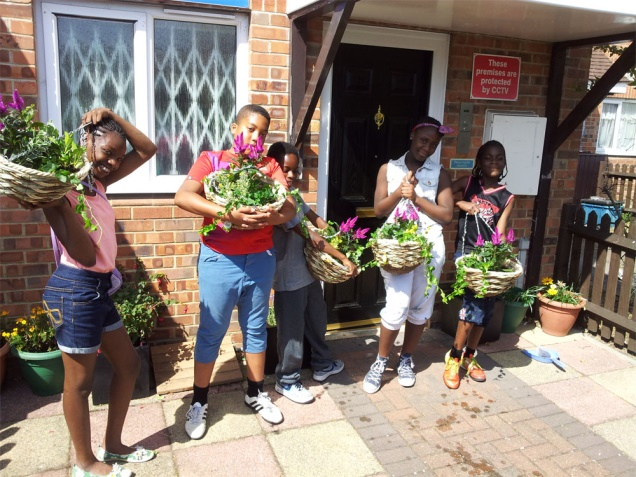 These
premises are
protected
by CCTV